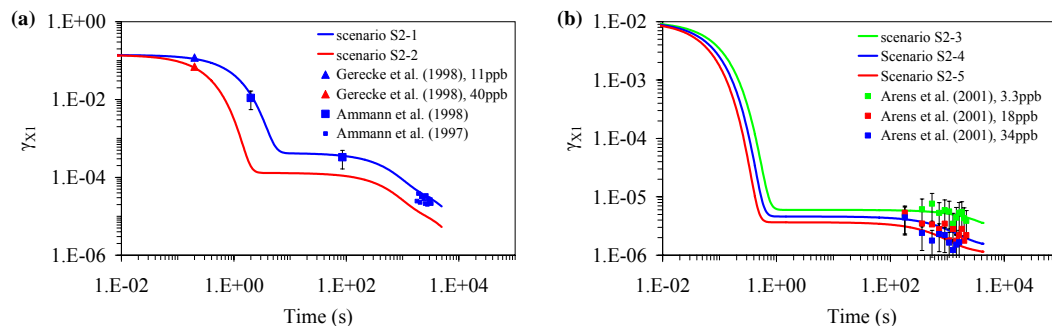 (a)
1.E+00
1.E-02
1.E-04
1.E-06
γX1
1.E-02
1.E+00
1.E+02
1.E+04
Time (s)
scenario S2-1
scenario S2-2
Gerecke et al. (1998), 11ppb
Gerecke et al. (1998), 40ppb
Ammann et al. (1998)
Ammann et al. (1997)
(b)
1.E-02
1.E-03
1.E-04
1.E-05
1.E-06
γX1
1.E-02
1.E+00
1.E+02
1.E+04
Time (s)
scenario S2-3
Scenario S2-4
Scenario S2-5
Arens et al. (2001), 3.3ppb
Arens et al. (2001), 18ppb
Arens et al. (2001), 34ppb